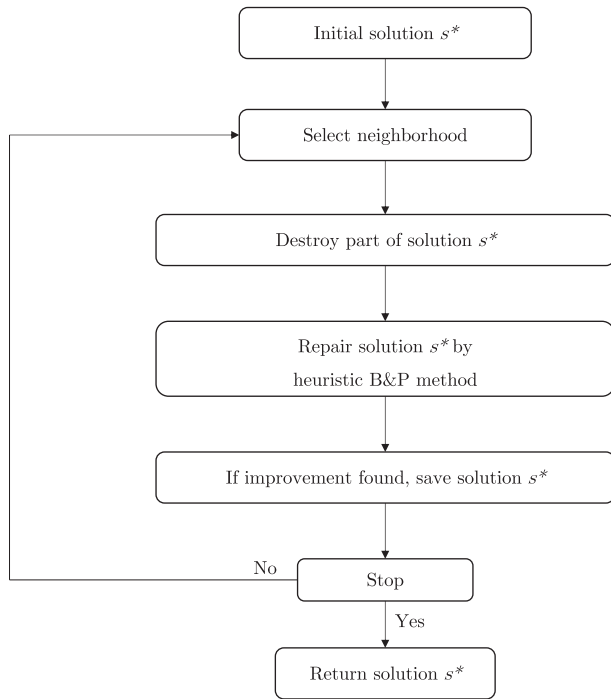 Initial solution s*
Select neighborhood
Destroy part of solution s*
Repair solution s* by
heuristic B&P method
If improvement found, save solution s*
No
Stop
Yes
Return solution s*